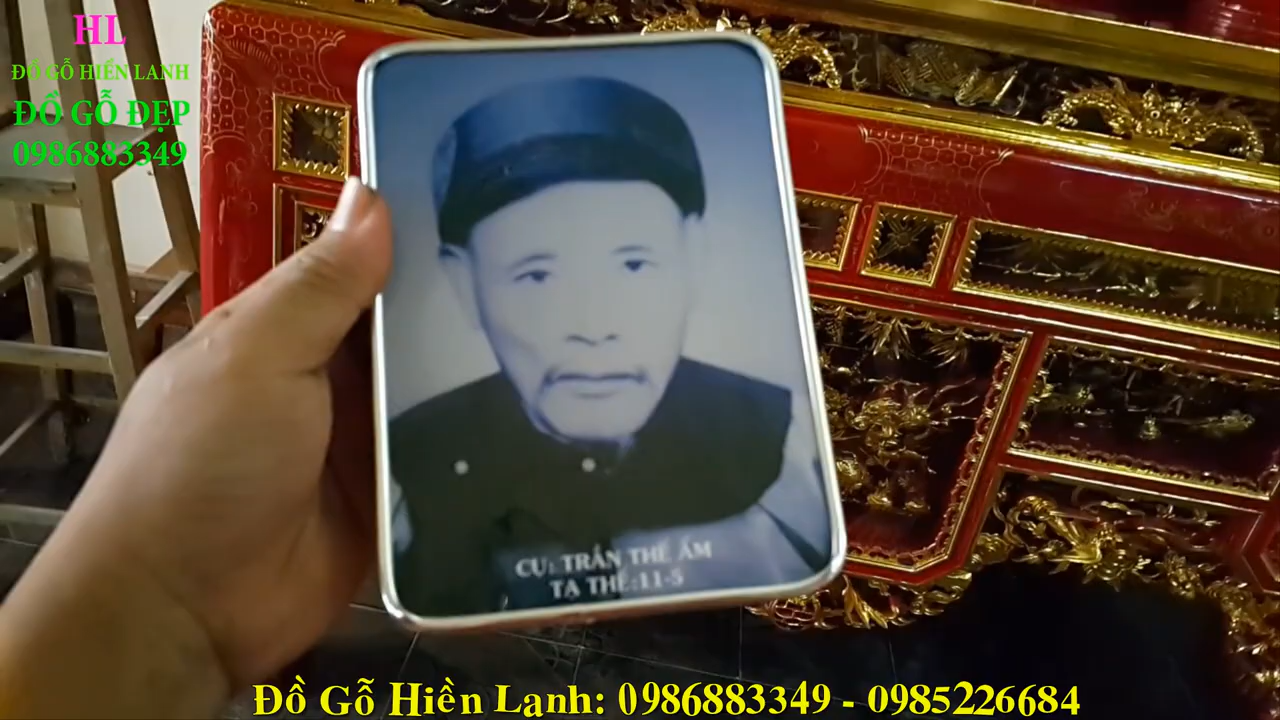 HL
ĐỒ GỖ HIỀN LANH
ĐỒ GỖ ĐẸP
0986883349
CỤ: TRẦN THẾ ẤM
TẠ THẾ:11-5
Đồ Gỗ Hiền Lạnh: 0986883349 - 0985226684